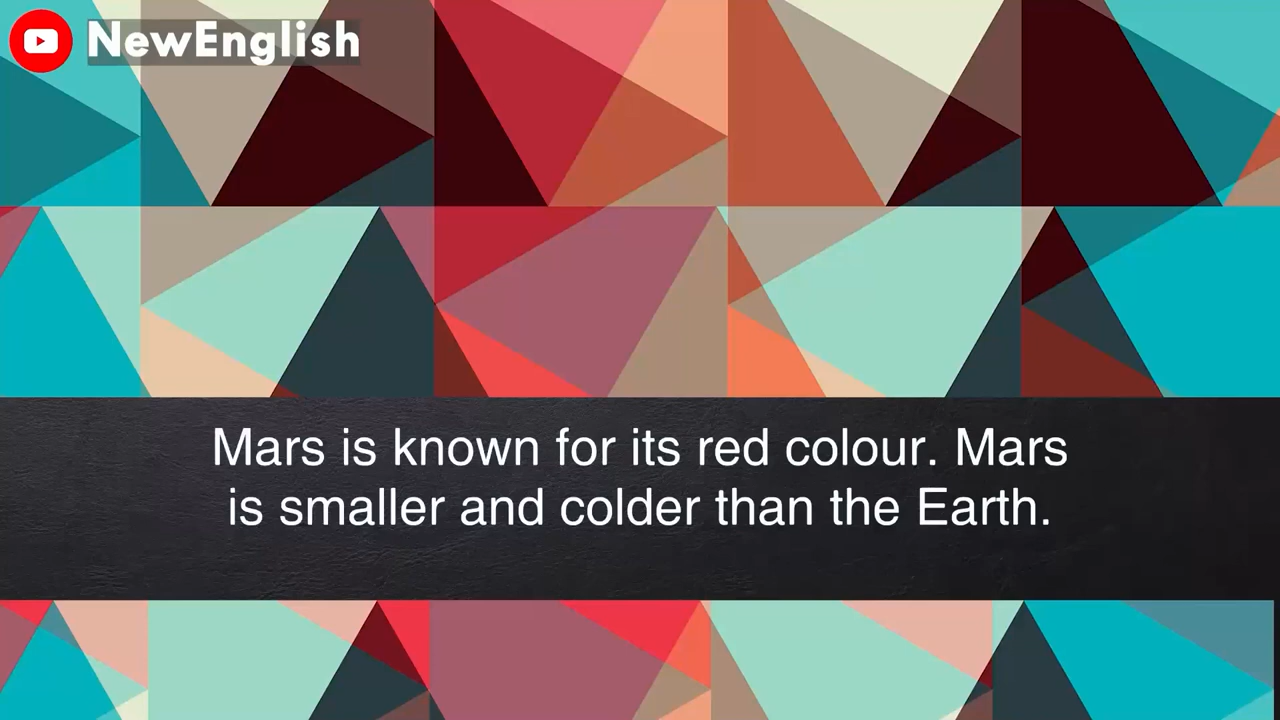 NewEnglish
Mars is known for its red colour. Mars
is smaller and colder than the Earth.